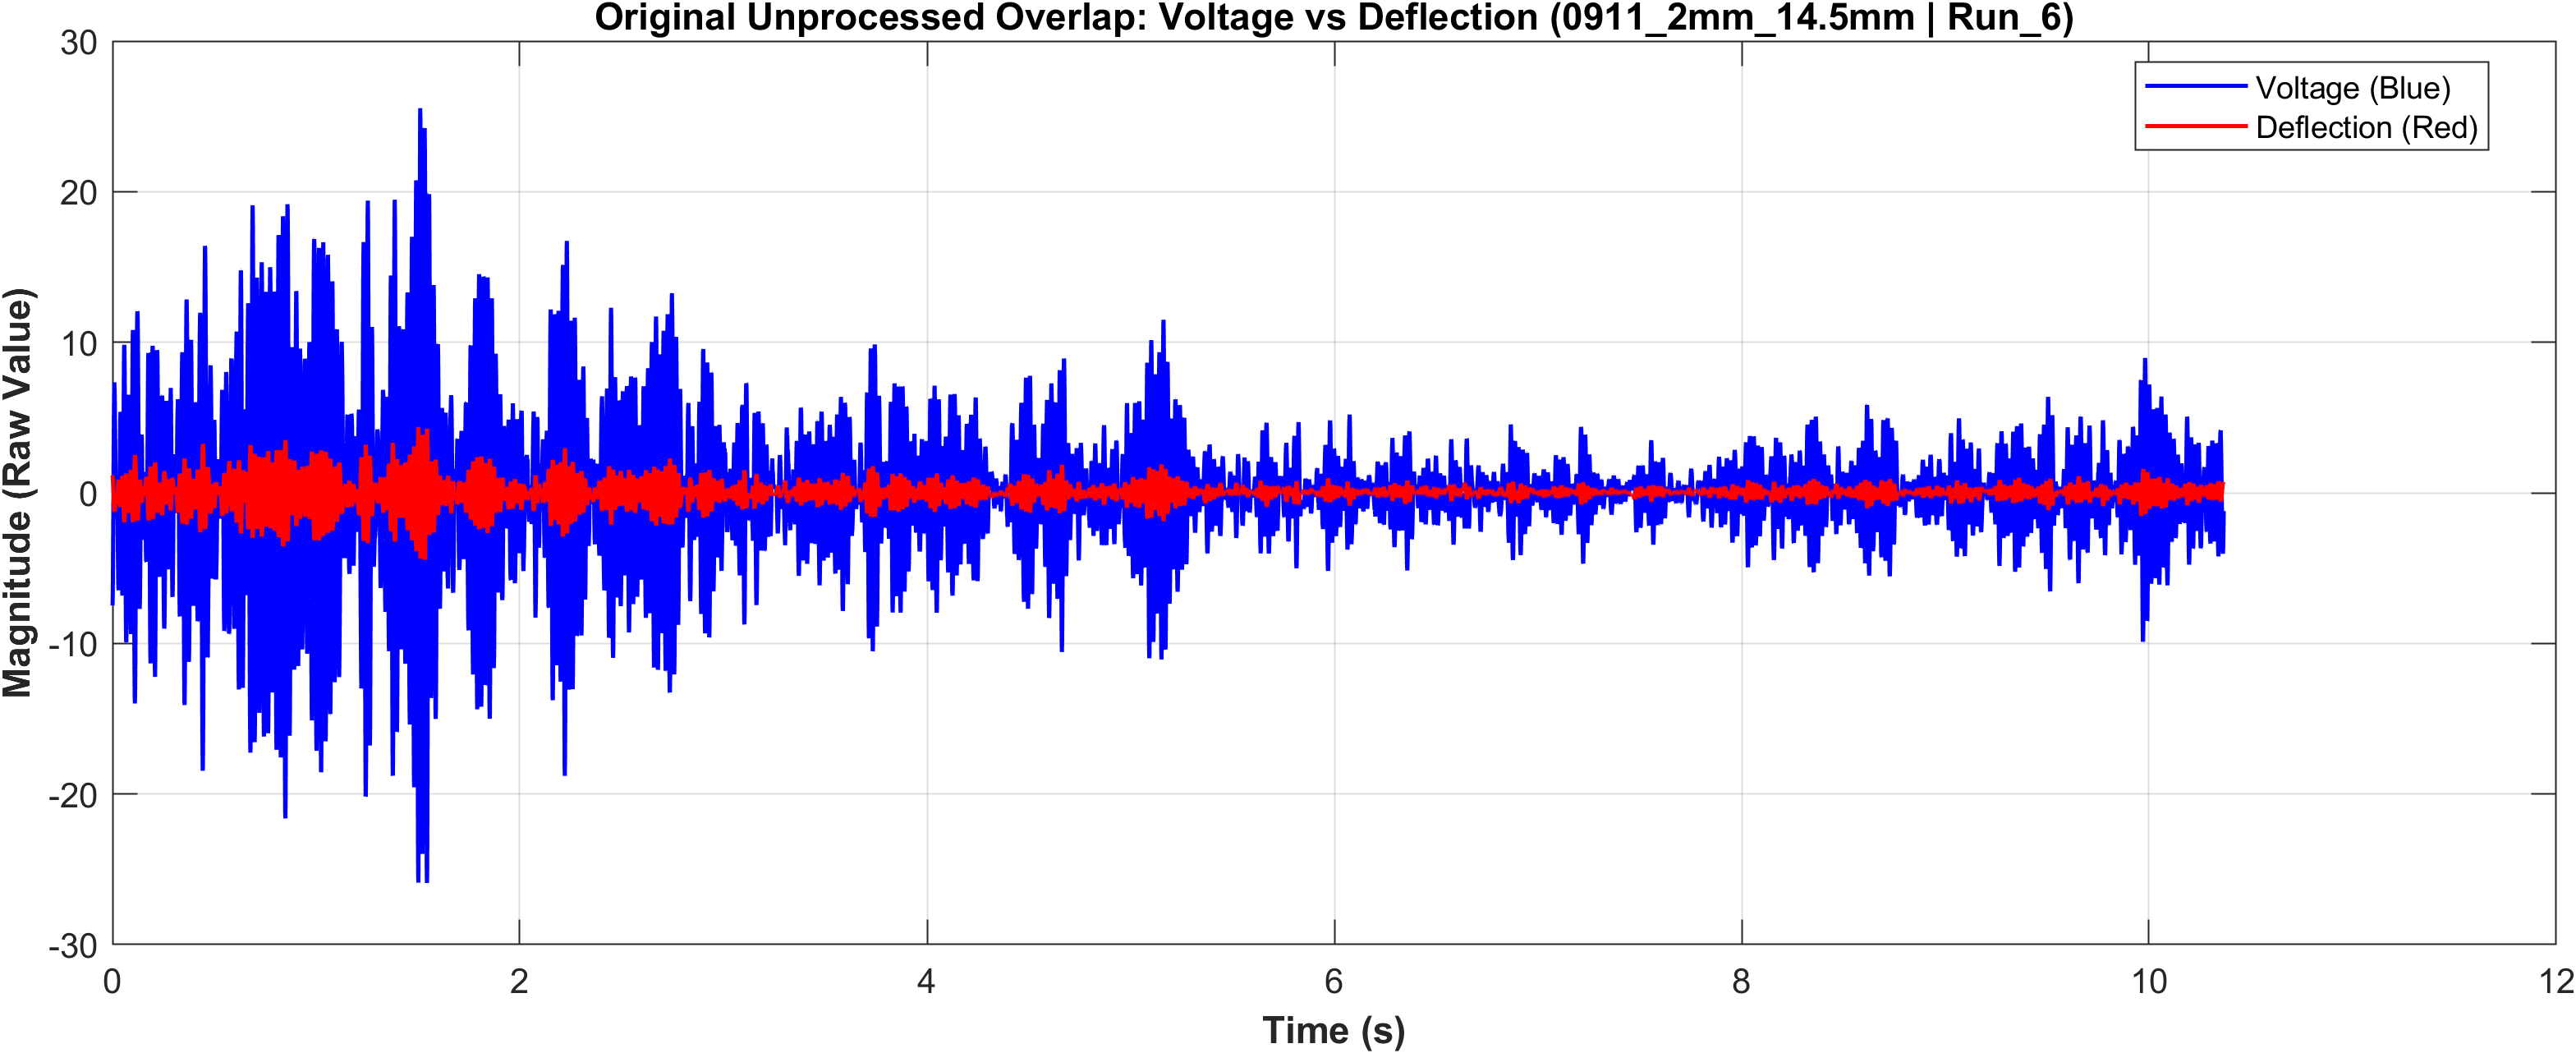 Original Unprocessed Overlap: Voltage vs Deflection (0911_2mm_14.5mm | Run_6)
Voltage (Blue)
Deflection (Red)
Magnitude (Raw Value)
30
20
10
0
-10
-20
-30
0
2
4
6
8
10
12
Time (s)